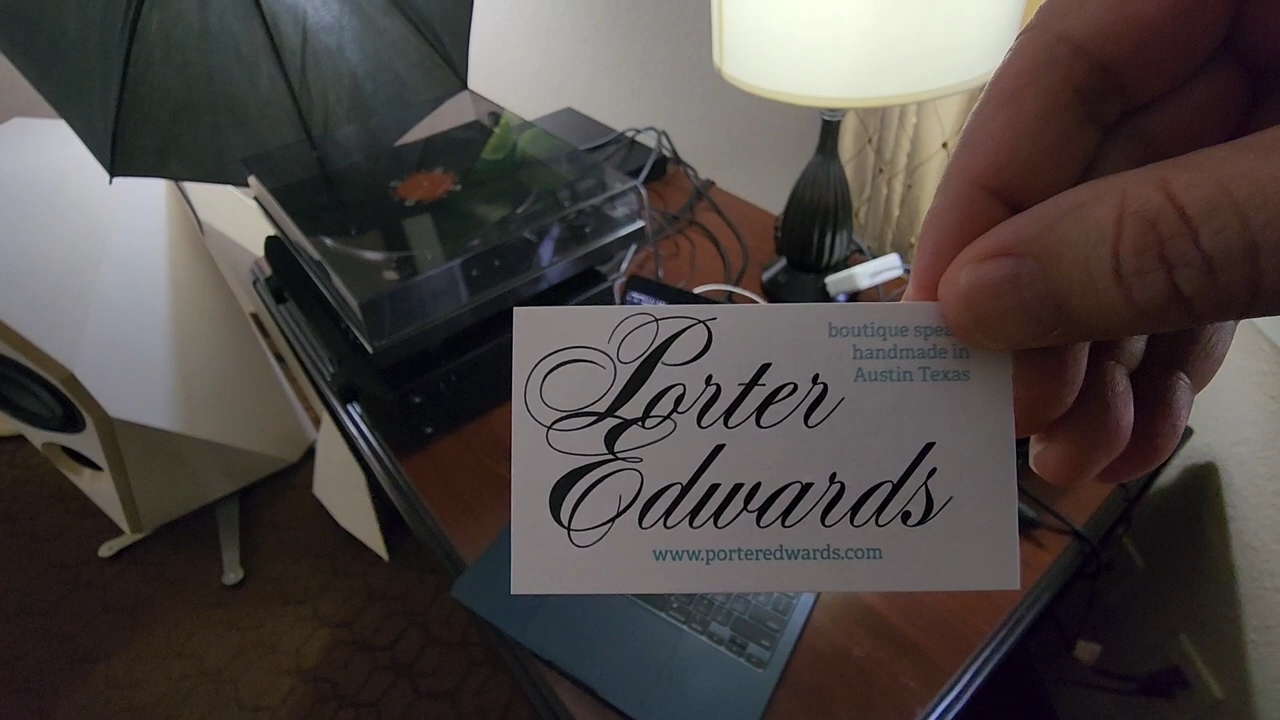 Porter
Edwards
boutique
handmade in
Austin Texas
www.porteredwards.com